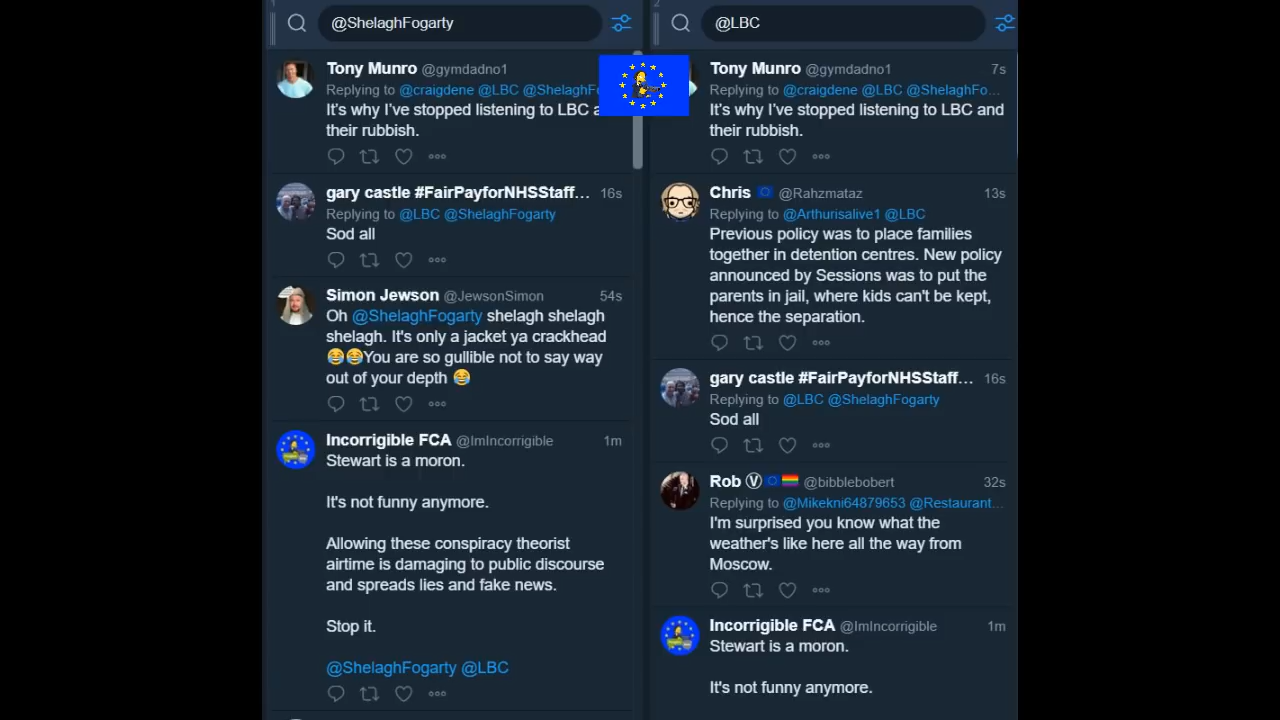 1
@ShelaghFogarty
Tony Munro @gymdadno1
Replying to @craigdene @LBC @ShelaghF
It's why I've stopped listening to LBC a
their rubbish.
gary castle #FairPayforNHSStaff… 16s
Replying to @LBC @ShelaghFogarty
Sod all
Simon Jewson @JewsonSimon 54s
Oh @ShelaghFogarty shelagh shelagh
shelagh. It's only a jacket ya crackhead
😂😂You are so gullible not to say way
out of your depth 😂
Incorrigible FCA @ImIncorrigible 1m
Stewart is a moron.
It's not funny anymore.
Allowing these conspiracy theorist
airtime is damaging to public discourse
and spreads lies and fake news.
Stop it.
@ShelaghFogarty @LBC
2
@LBC
Tony Munro @gymdadno1 7s
Replying to @craigdene @LBC @ShelaghFo…
It's why I've stopped listening to LBC and
their rubbish.
Chris 🇪🇺 @Rahzmataz 13s
Replying to @Arthurisalive1 @LBC
Previous policy was to place families
together in detention centres. New policy
announced by Sessions was to put the
parents in jail, where kids can't be kept,
hence the separation.
gary castle #FairPayforNHSStaff… 16s
Replying to @LBC @ShelaghFogarty
Sod all
Rob Ⓥ🇪🇺🏳️‍🌈 @bibblebobert 32s
Replying to @Mikekni64879653 @Restaurant…
I'm surprised you know what the
weather's like here all the way from
Moscow.
Incorrigible FCA @ImIncorrigible 1m
Stewart is a moron.
It's not funny anymore.